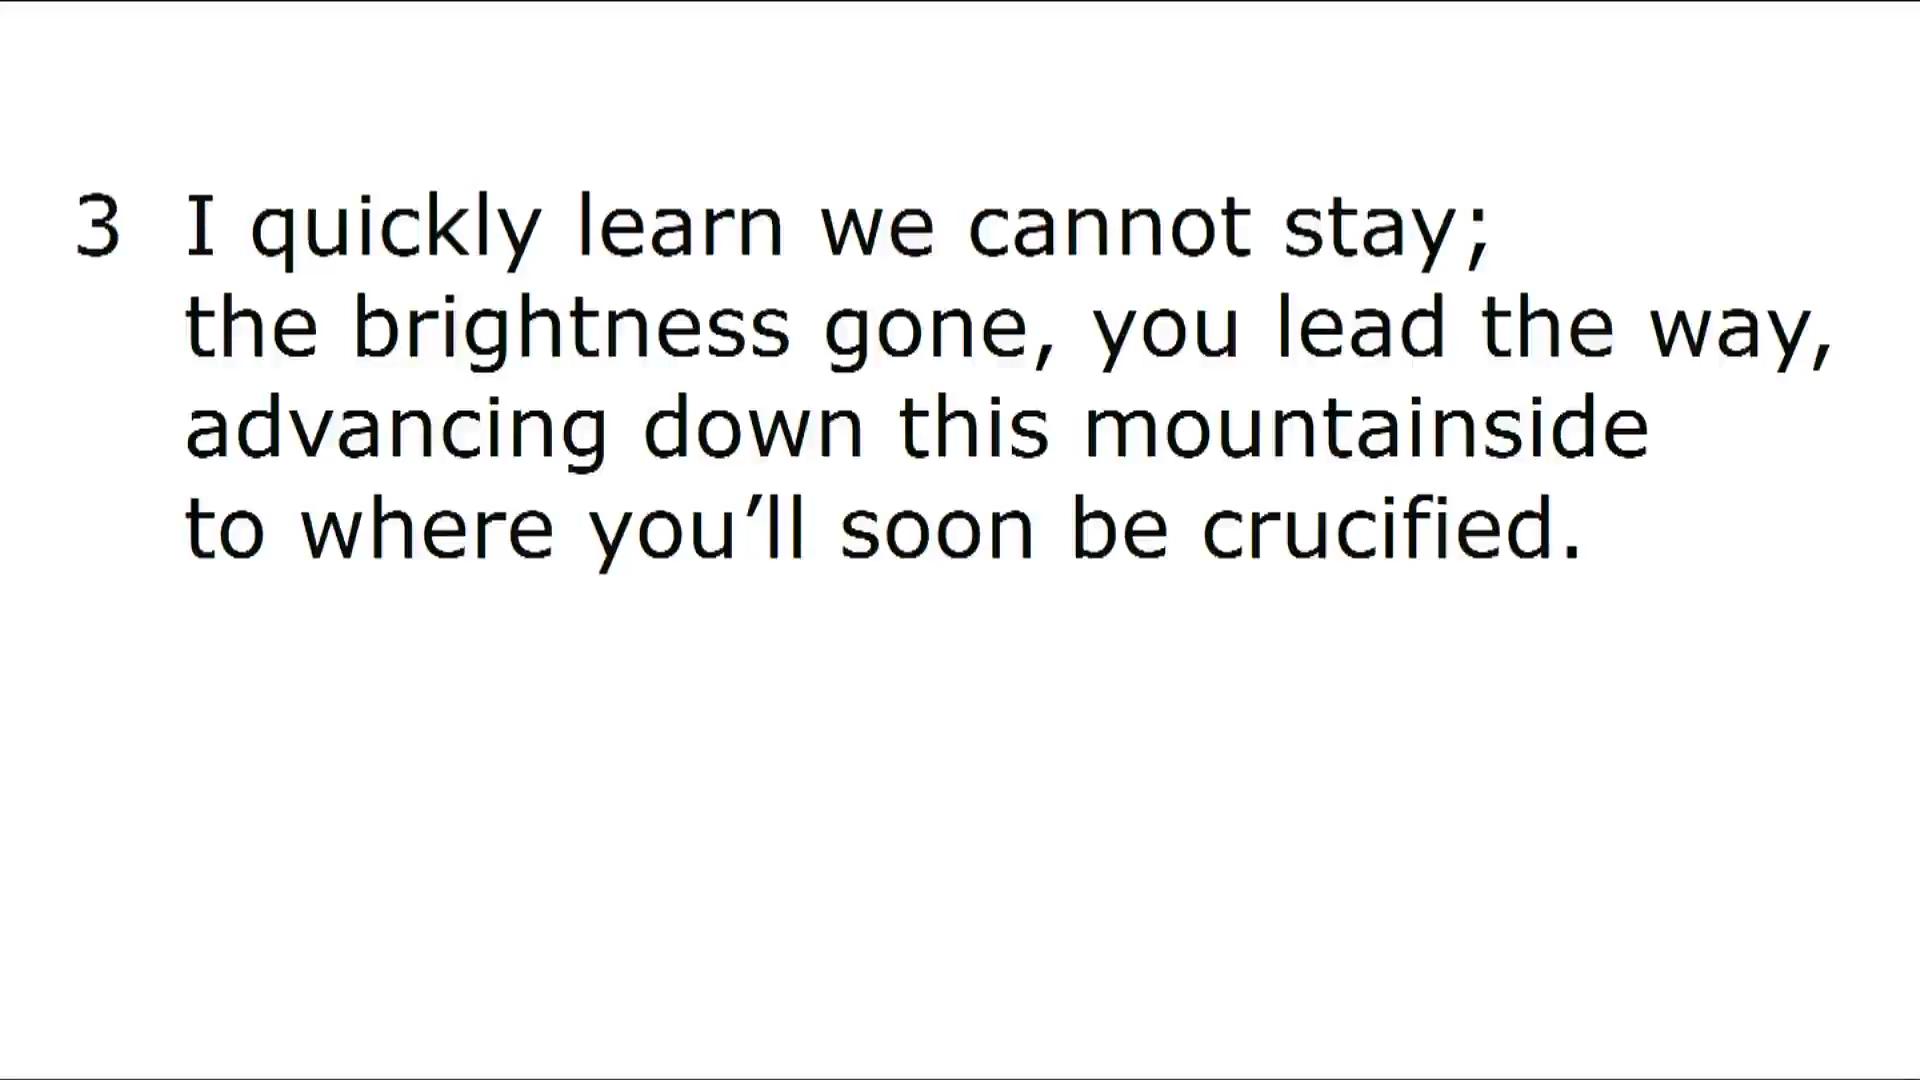 3 I quickly learn we cannot stay;
the brightness gone, you lead the way,
advancing down this mountainside
to where you’ll soon be crucified.